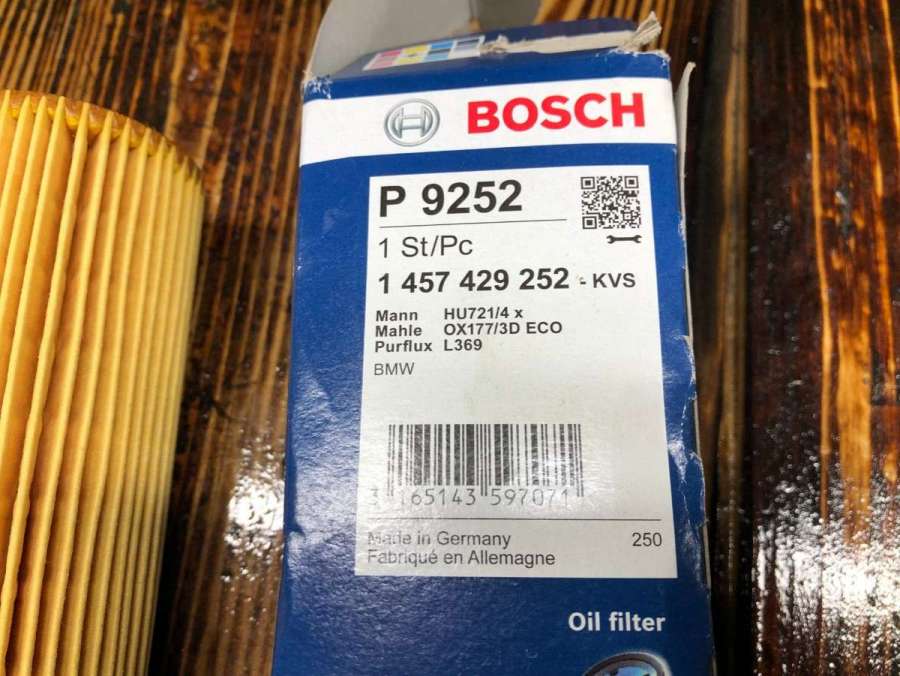 BOSCH
P 9252
1 St/Pc
1 457 429 252 - KVS
Mann HU721/4 x
Mahle OX177/3D ECO
Purflux L369
BMW
3 165143 597071
Made in Germany 250
Fabriqué en Allemagne
Oil filter